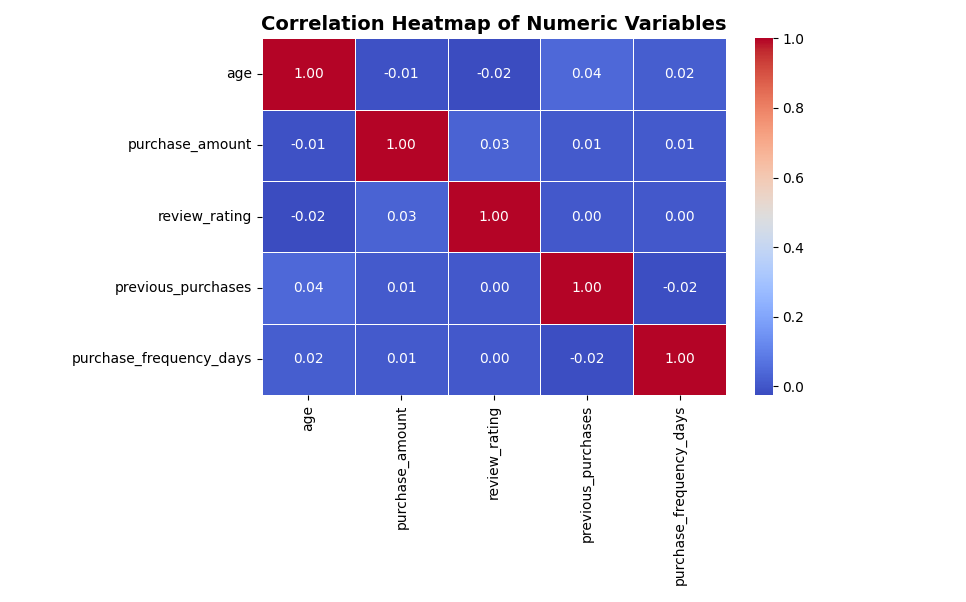 Correlation Heatmap of Numeric Variables
age 1.00 -0.01 -0.02 0.04 0.02
purchase_amount -0.01 1.00 0.03 0.01 0.01
review_rating -0.02 0.03 1.00 0.00 0.00
previous_purchases 0.04 0.01 0.00 1.00 -0.02
purchase_frequency_days 0.02 0.01 0.00 -0.02 1.00
age
purchase_amount
review_rating
previous_purchases
purchase_frequency_days
1.0
0.8
0.6
0.4
0.2
0.0